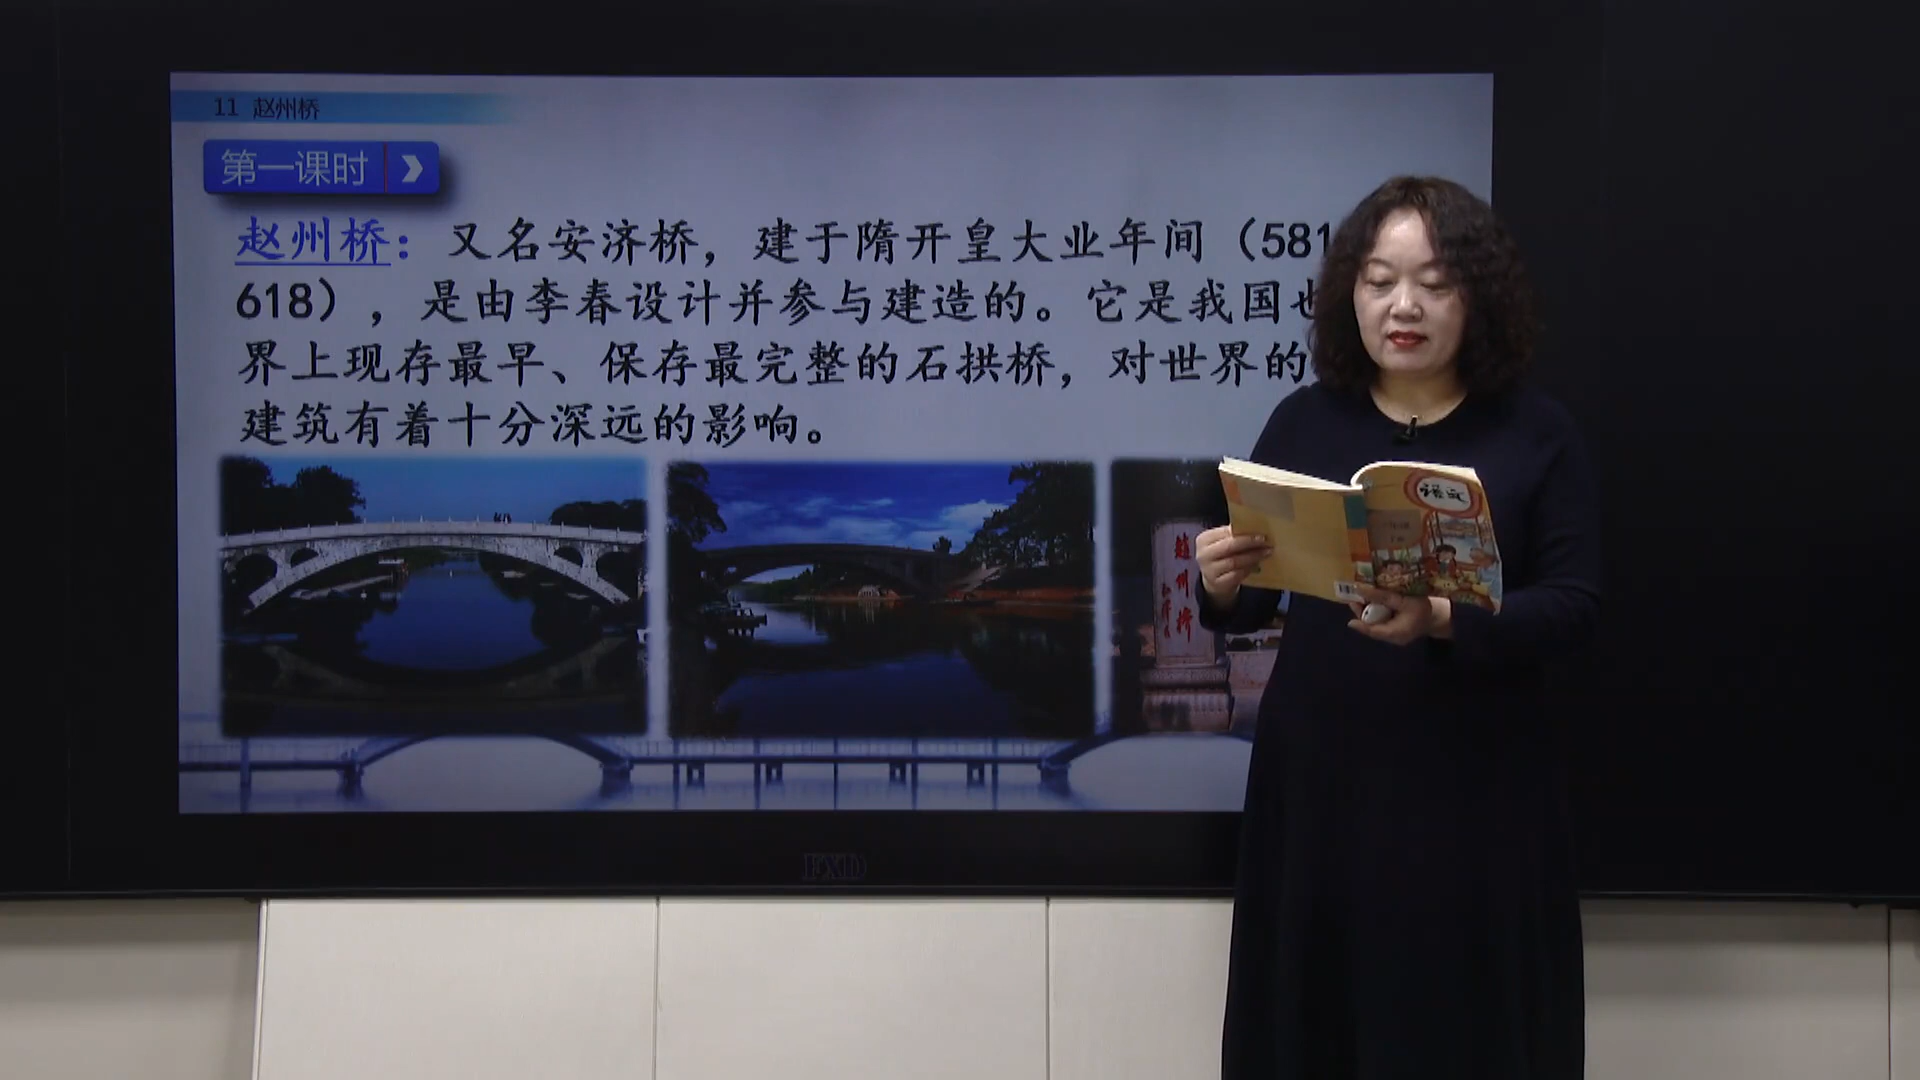 11 赵州桥
第一课时
赵州桥：又名安济桥，建于隋开皇大业年间（581
618），是由李春设计并参与建造的。它是我国也
界上现存最早、保存最完整的石拱桥，对世界的
建筑有着十分深远的影响。
赵州桥
语文
EXD